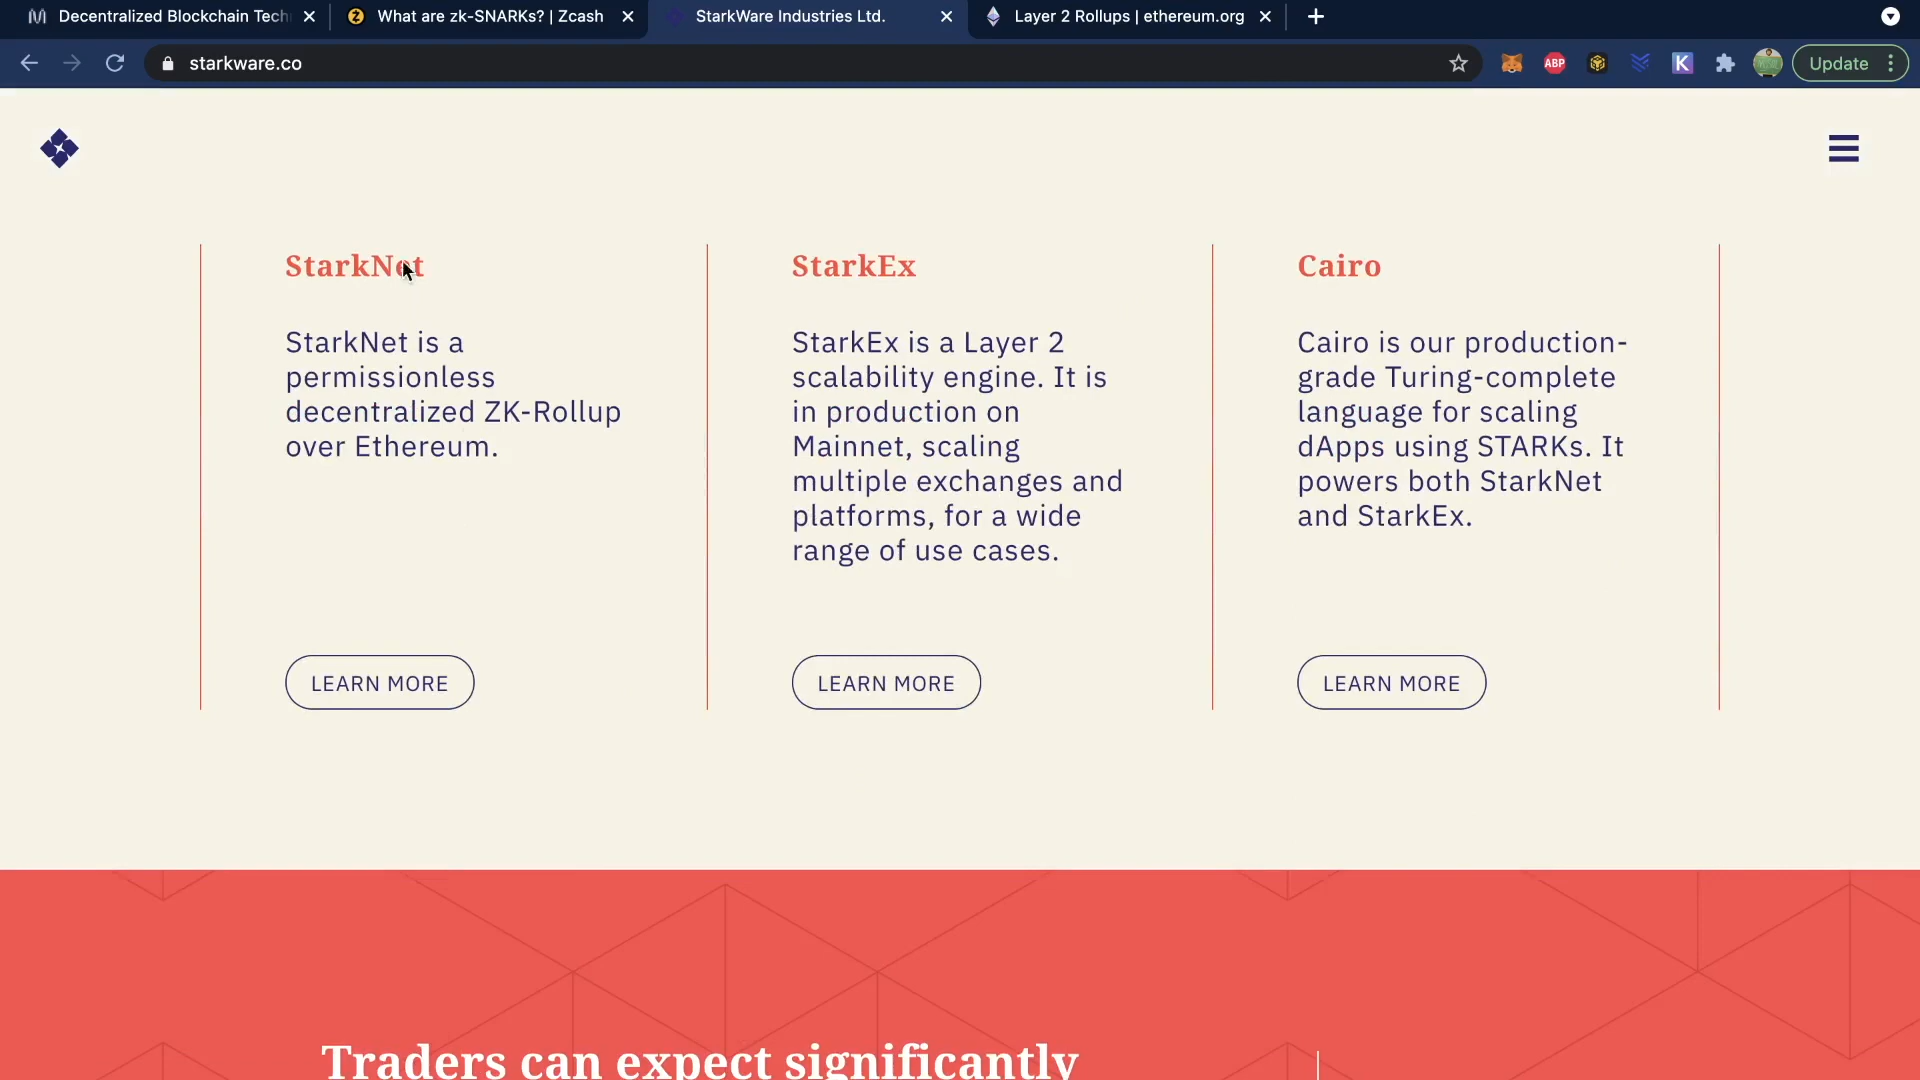 Decentralized Blockchain Tech
What are zk-SNARKs? | Zcash
StarkWare Industries Ltd.
Layer 2 Rollups | ethereum.org
starkware.co
ABP
K
Update
StarkNet
StarkNet is a
permissionless
decentralized ZK-Rollup
over Ethereum.
LEARN MORE
StarkEx
StarkEx is a Layer 2
scalability engine. It is
in production on
Mainnet, scaling
multiple exchanges and
platforms, for a wide
range of use cases.
LEARN MORE
Cairo
Cairo is our production-
grade Turing-complete
language for scaling
dApps using STARKs. It
powers both StarkNet
and StarkEx.
LEARN MORE
Traders can expect significantly